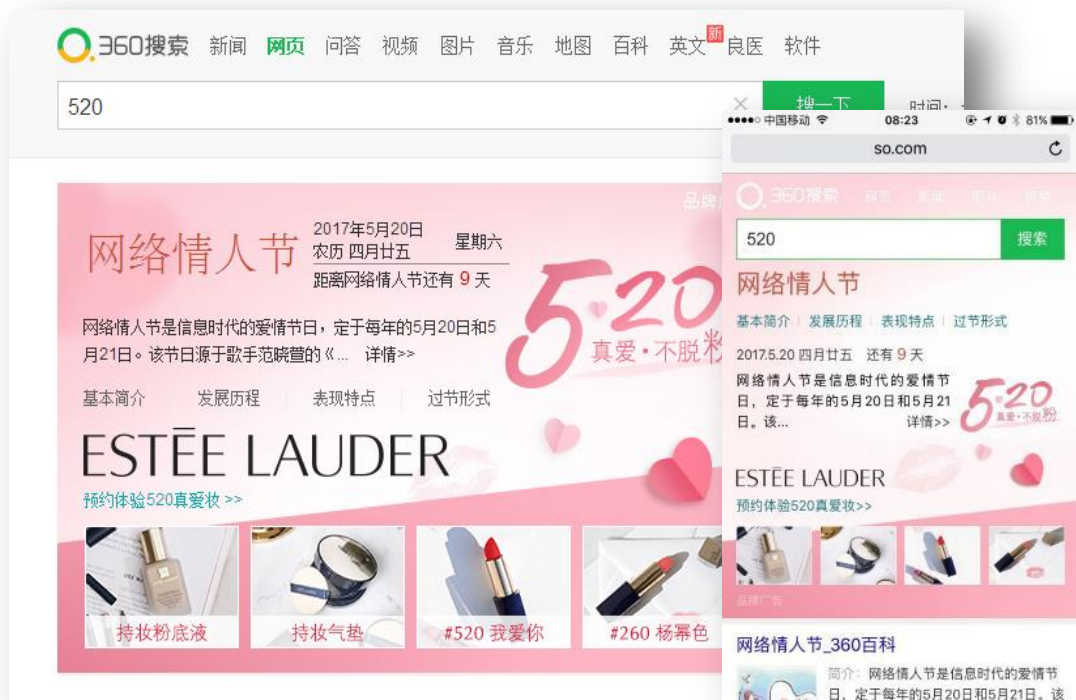 360搜索 新闻 网页 问答 视频 图片 音乐 地图 百科 英文 新 良医 软件
520
搜一下
时间：
品牌
网络情人节
2017年5月20日
农历 四月廿五
星期六
距离网络情人节还有 9 天
网络情人节是信息时代的爱情节日，定于每年的5月20日和5
月21日。该节日源于歌手范晓萱的《... 详情>>
基本简介 发展历程 表现特点 过节形式
520
真爱·不脱粉
ESTĒE LAUDER
预约体验520真爱妆 >>
持妆粉底液
持妆气垫
#520 我爱你
#260 杨幂色
中国移动 08:23 81%
so.com
360搜索 网页 新闻 图片
520
搜索
网络情人节
基本简介 发展历程 表现特点 过节形式
2017.5.20 四月廿五 还有 9 天
网络情人节是信息时代的爱情节
日，定于每年的5月20日和5月21
日。该... 详情>>
520
真爱·不脱粉
ESTĒE LAUDER
预约体验520真爱妆>>
品牌广告
网络情人节_360百科
简介：网络情人节是信息时代的爱情节
日，定于每年的5月20日和5月21日。该